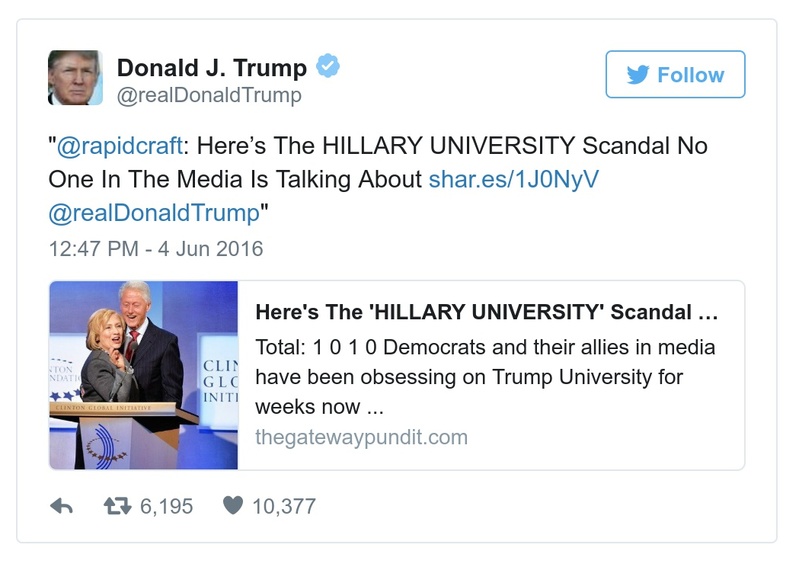 Donald J. Trump
@realDonaldTrump
Follow
"@rapidcraft: Here’s The HILLARY UNIVERSITY Scandal No
One In The Media Is Talking About shar.es/1J0NyV
@realDonaldTrump"
12:47 PM - 4 Jun 2016
Here's The 'HILLARY UNIVERSITY' Scandal ...
Total: 1 0 1 0 Democrats and their allies in media
have been obsessing on Trump University for
weeks now ...
thegatewaypundit.com
NTON
NDATI
CLIN
GLO
INITI
CLINTON GLOBAL INITIATIVE
6,195
10,377